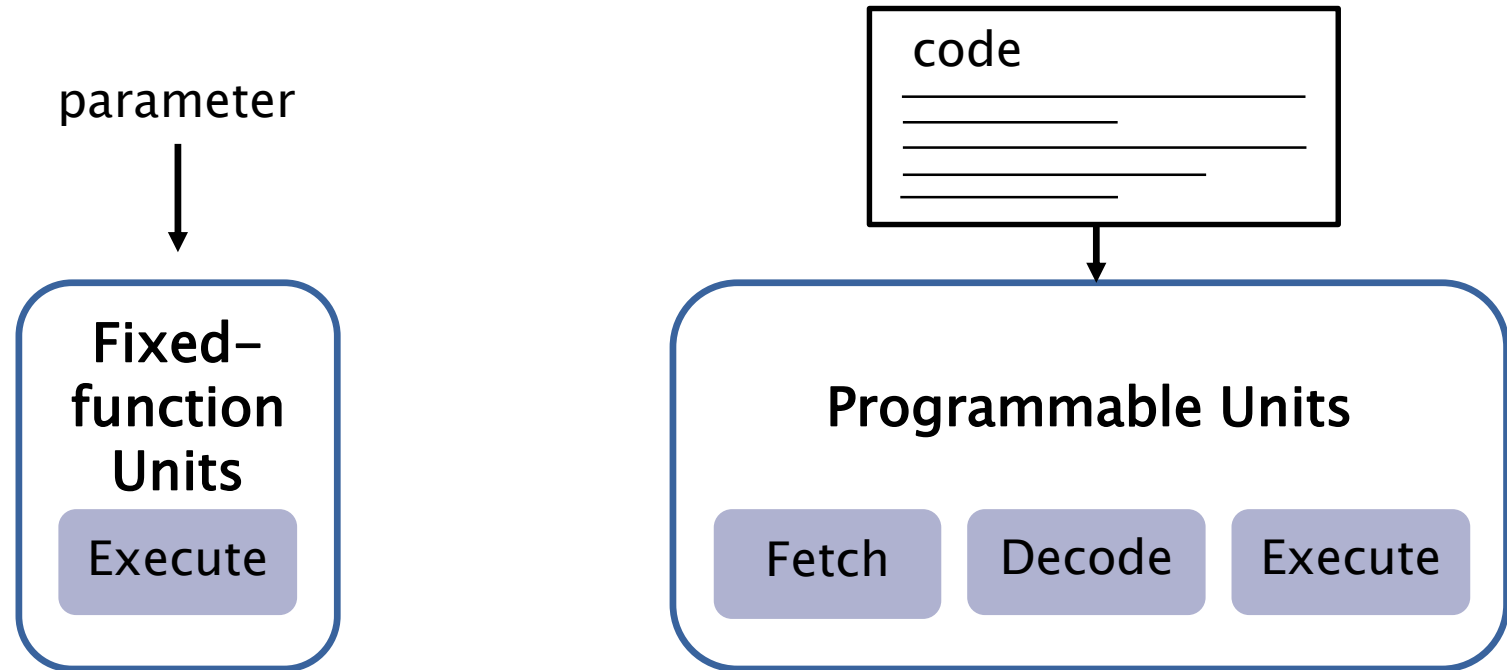 parameter
Fixed-
function
Units
Execute
code
Programmable Units
Fetch
Decode
Execute